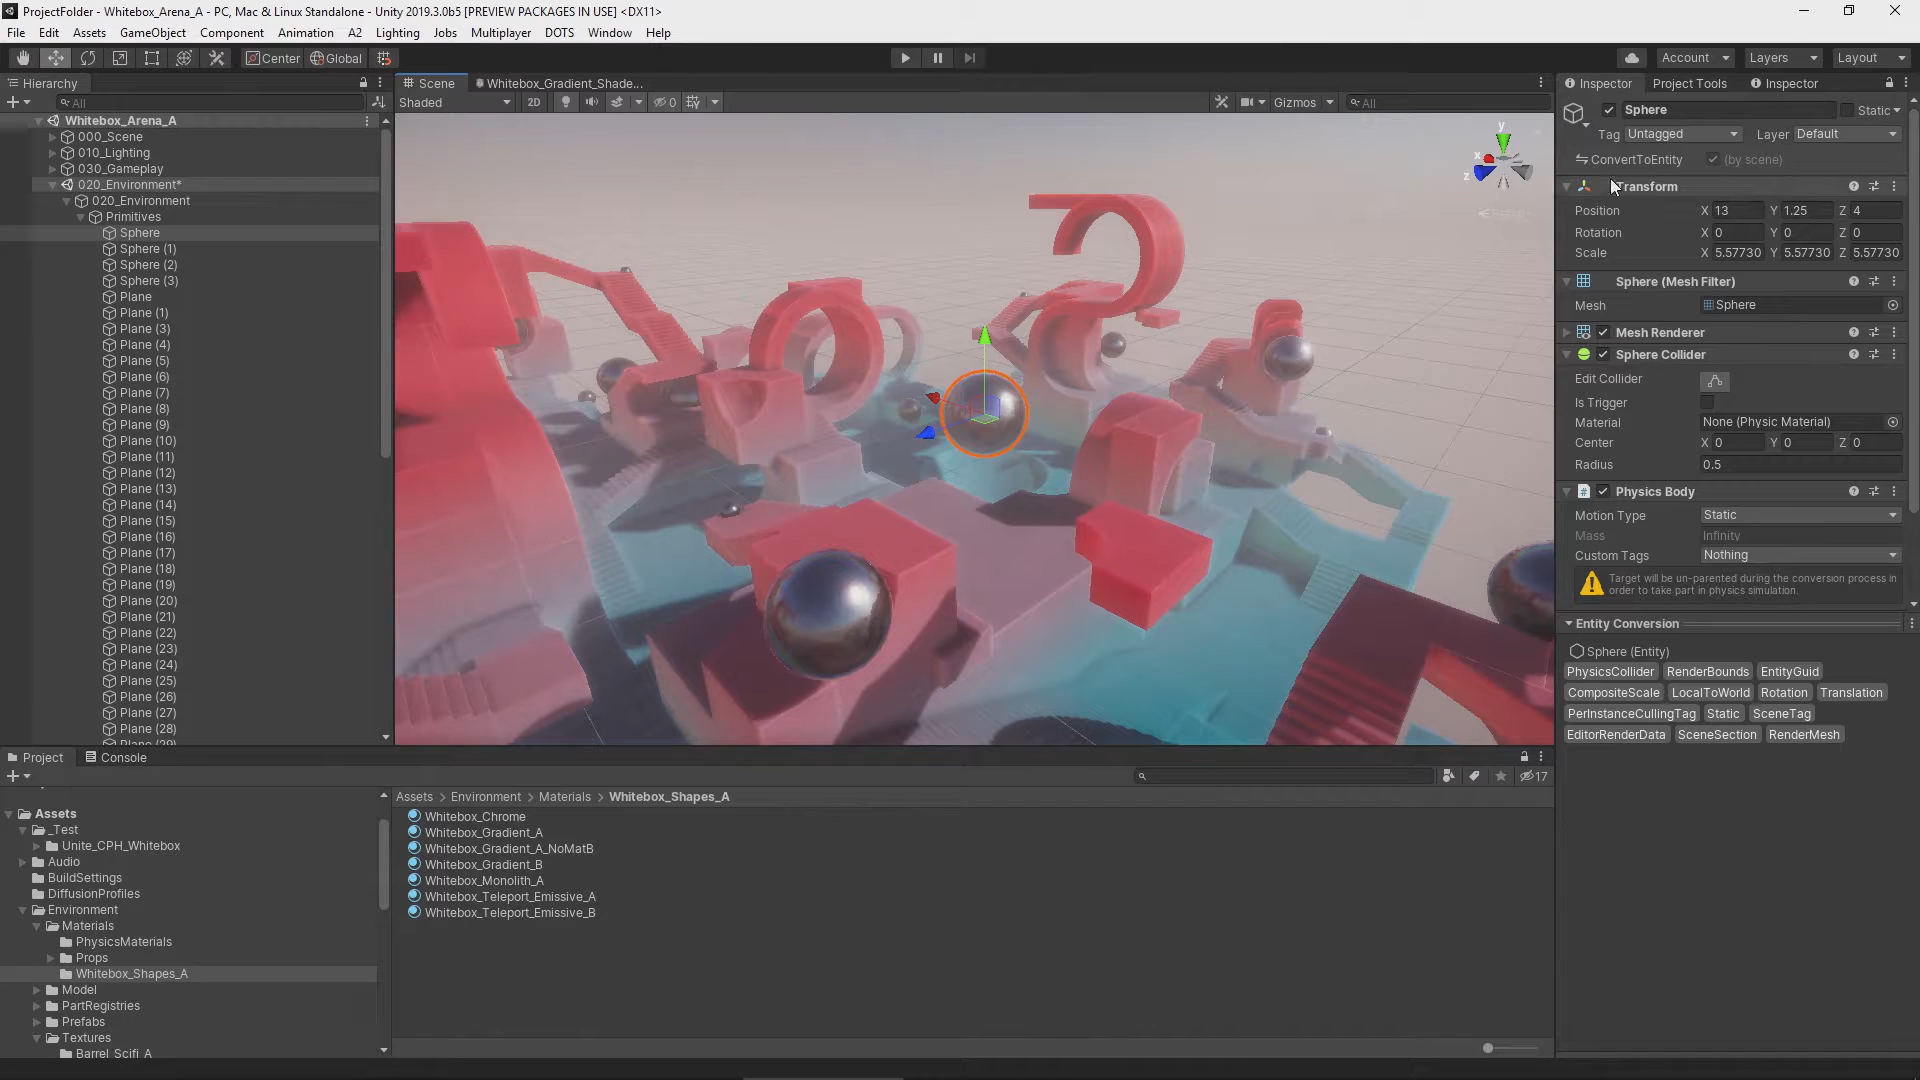 ProjectFolder - Whitebox_Arena_A - PC, Mac & Linux Standalone - Unity 2019.3.0b5 [PREVIEW PACKAGES IN USE] <DX11>
File Edit Assets GameObject Component Animation A2 Lighting Jobs Multiplayer DOTS Window Help
Center Global Account Layers Layout
Hierarchy
All
Whitebox_Arena_A
000_Scene
010_Lighting
030_Gameplay
020_Environment*
020_Environment
Primitives
Sphere
Sphere (1)
Sphere (2)
Sphere (3)
Plane
Plane (1)
Plane (3)
Plane (4)
Plane (5)
Plane (6)
Plane (7)
Plane (8)
Plane (9)
Plane (10)
Plane (11)
Plane (12)
Plane (13)
Plane (14)
Plane (15)
Plane (16)
Plane (17)
Plane (18)
Plane (19)
Plane (20)
Plane (21)
Plane (22)
Plane (23)
Plane (24)
Plane (25)
Plane (26)
Plane (27)
Plane (28)
Plane (29)
Scene Whitebox_Gradient_Shade...
Shaded 2D 0 Gizmos All
y
x
z
Inspector Project Tools Inspector
Sphere Static
Tag Untagged Layer Default
ConvertToEntity (by scene)
Transform
Position X 13 Y 1.25 Z 4
Rotation X 0 Y 0 Z 0
Scale X 5.57730 Y 5.57730 Z 5.57730
Sphere (Mesh Filter)
Mesh Sphere
Mesh Renderer
Sphere Collider
Edit Collider
Is Trigger
Material None (Physic Material)
Center X 0 Y 0 Z 0
Radius 0.5
Physics Body
Motion Type Static
Mass Infinity
Custom Tags Nothing
Target will be un-parented during the conversion process in
order to take part in physics simulation.
Entity Conversion
Sphere (Entity)
PhysicsCollider RenderBounds EntityGuid
CompositeScale LocalToWorld Rotation Translation
PerInstanceCullingTag Static SceneTag
EditorRenderData SceneSection RenderMesh
Project Console
17
Assets
_Test
Unite_CPH_Whitebox
Audio
BuildSettings
DiffusionProfiles
Environment
Materials
PhysicsMaterials
Props
Whitebox_Shapes_A
Model
PartRegistries
Prefabs
Textures
Barrel_Scifi_A
Assets > Environment > Materials > Whitebox_Shapes_A
Whitebox_Chrome
Whitebox_Gradient_A
Whitebox_Gradient_A_NoMatB
Whitebox_Gradient_B
Whitebox_Monolith_A
Whitebox_Teleport_Emissive_A
Whitebox_Teleport_Emissive_B